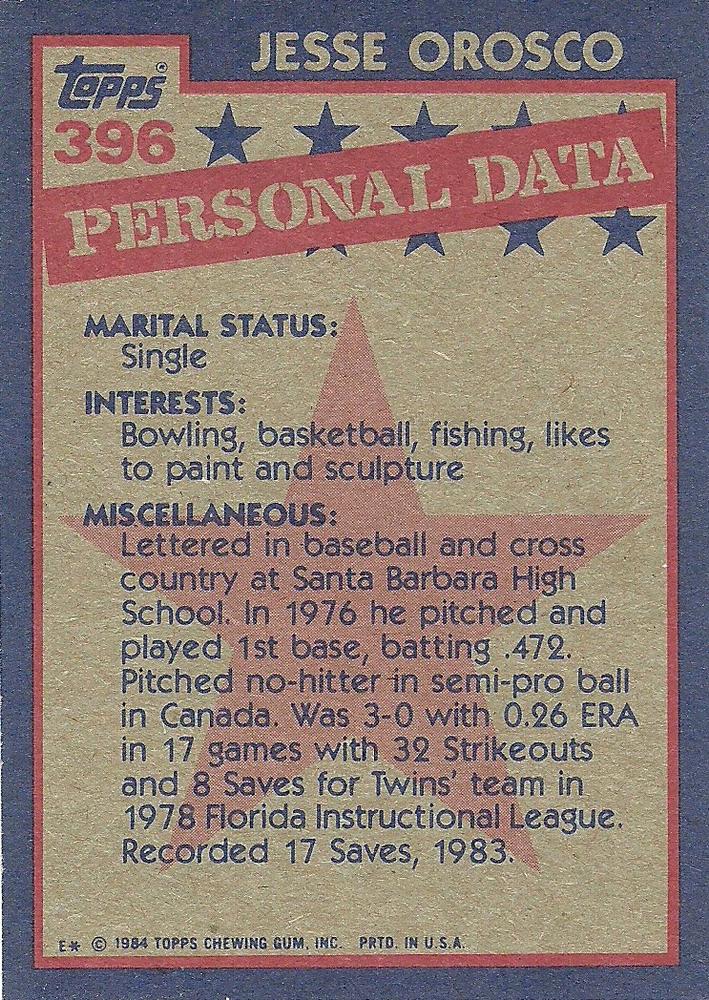 JESSE OROSCO
topps®
396
PERSONAL DATA
MARITAL STATUS:
Single
INTERESTS:
Bowling, basketball, fishing, likes
to paint and sculpture
MISCELLANEOUS:
Lettered in baseball and cross
country at Santa Barbara High
School. In 1976 he pitched and
played 1st base, batting .472.
Pitched no-hitter in semi-pro ball
in Canada. Was 3-0 with 0.26 ERA
in 17 games with 32 Strikeouts
and 8 Saves for Twins' team in
1978 Florida Instructional League.
Recorded 17 Saves, 1983.
E* © 1984 TOPPS CHEWING GUM, INC. PRTD. IN U.S.A.